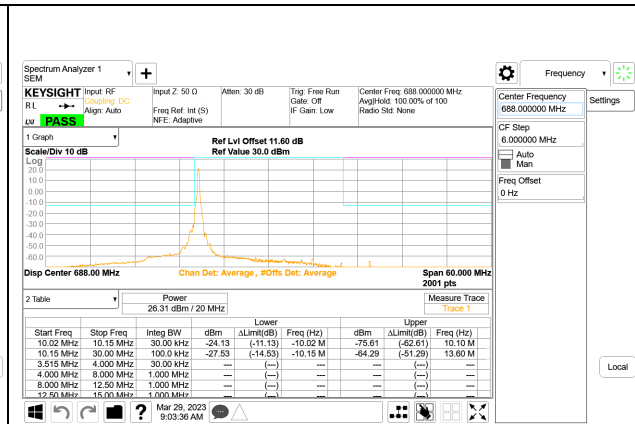 Spectrum Analyzer 1
SEM
Frequency
KEYSIGHT
Input: RF
Input Z: 50 Ω
Atten: 30 dB
Trig: Free Run
Center Freq: 688.000000 MHz
R L
Coupling: DC
Gate: Off
Avg|Hold: 100.00% of 100
Align: Auto
Freq Ref: Int (S)
IF Gain: Low
Radio Std: None
PASS
NFE: Adaptive
Center Frequency
688.000000 MHz
Settings
CF Step
6.000000 MHz
Auto
Man
Freq Offset
0 Hz
Local
1 Graph
Ref Lvl Offset 11.60 dB
Scale/Div 10 dB
Ref Value 30.0 dBm
Log
20.0
10.0
0.00
-10.0
-20.0
-30.0
-40.0
-50.0
-60.0
Disp Center 688.00 MHz
Chan Det: Average , #Offs Det: Average
Span 60.000 MHz
2001 pts
2 Table
Power
Measure Trace
26.31 dBm / 20 MHz
Trace 1
Lower
Upper
Start Freq Stop Freq Integ BW dBm ΔLimit(dB) Freq (Hz) dBm ΔLimit(dB) Freq (Hz)
10.02 MHz 10.15 MHz 30.00 kHz -24.13 (-11.13) -10.02 M -75.61 (-62.61) 10.10 M
10.15 MHz 30.00 MHz 100.0 kHz -27.53 (-14.53) -10.15 M -64.29 (-51.29) 13.60 M
3.515 MHz 4.000 MHz 30.00 kHz --- (---) --- (---)
4.000 MHz 8.000 MHz 1.000 MHz --- (---) --- (---)
8.000 MHz 12.50 MHz 1.000 MHz --- (---) --- (---)
12.50 MHz 15.00 MHz 1.000 MHz --- (---) --- (---)
Mar 29, 2023
9:03:36 AM